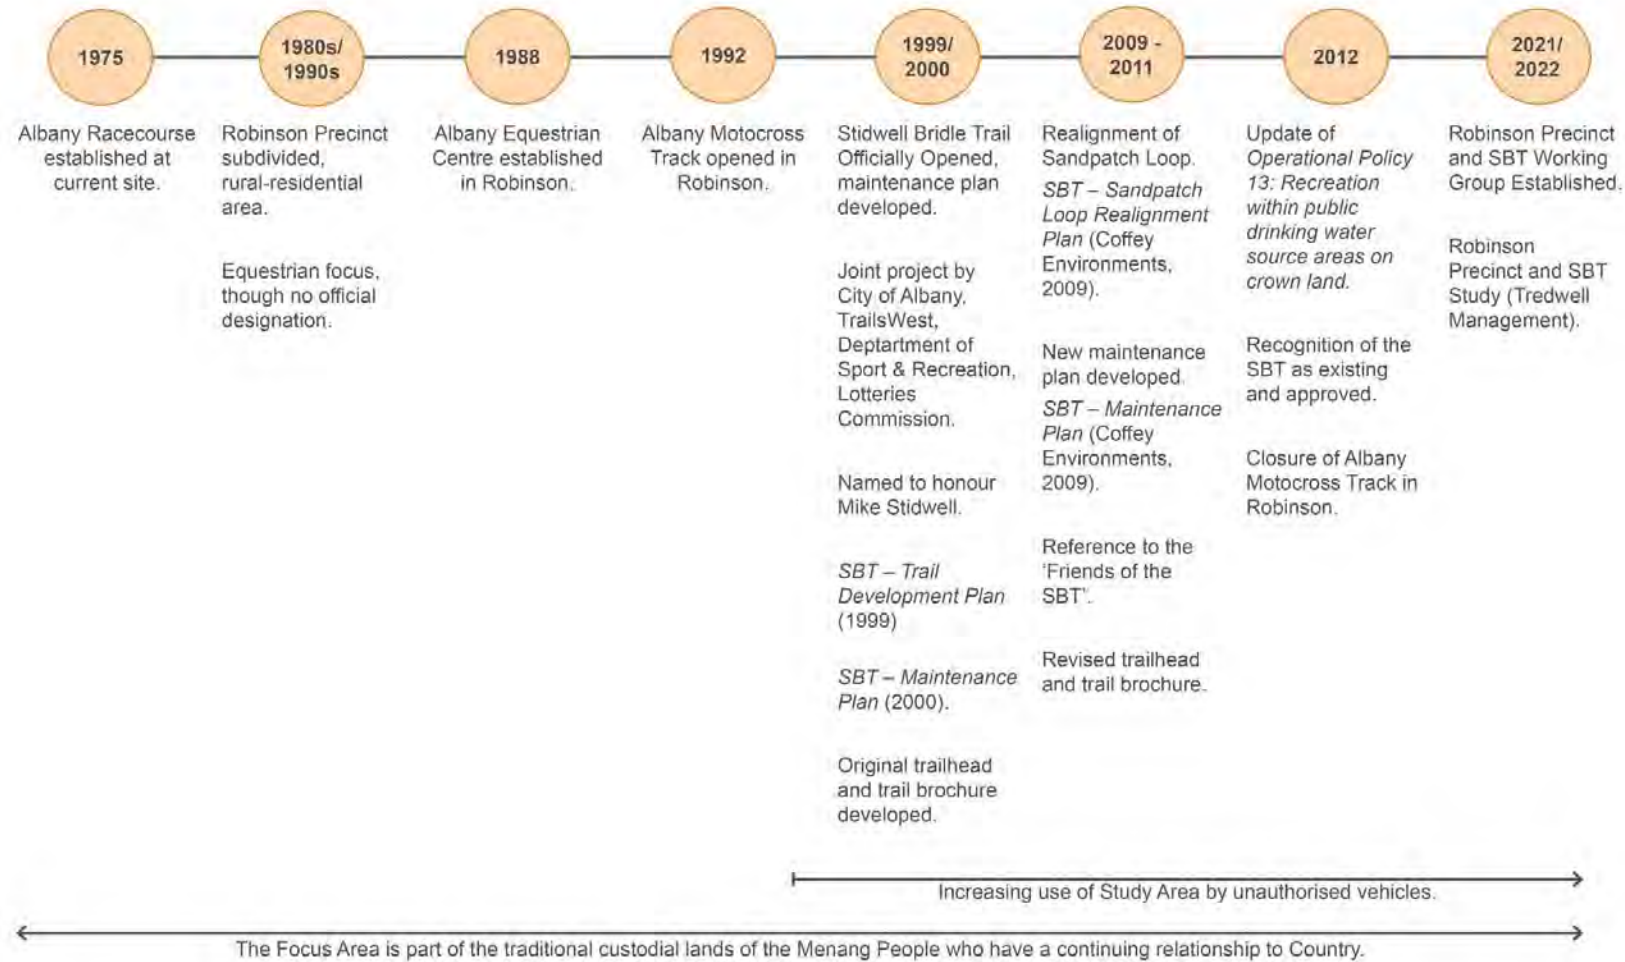 1975
Albany Racecourse
established at
current site.
1980s/
1990s
Robinson Precinct
subdivided,
rural-residential
area.
Equestrian focus,
though no official
designation.
1988
Albany Equestrian
Centre established
in Robinson.
1992
Albany Motocross
Track opened in
Robinson.
1999/
2000
Stidwell Bridle Trail
Officially Opened,
maintenance plan
developed.
Joint project by
City of Albany,
TrailsWest,
Deptartment of
Sport & Recreation,
Lotteries
Commission.
Named to honour
Mike Stidwell.
SBT – Trail
Development Plan
(1999)
SBT – Maintenance
Plan (2000).
Original trailhead
and trail brochure
developed.
2009 -
2011
Realignment of
Sandpatch Loop.
SBT – Sandpatch
Loop Realignment
Plan (Coffey
Environments,
2009).
New maintenance
plan developed.
SBT – Maintenance
Plan (Coffey
Environments,
2009).
Reference to the
'Friends of the
SBT'.
Revised trailhead
and trail brochure.
2012
Update of
Operational Policy
13: Recreation
within public
drinking water
source areas on
crown land.
Recognition of the
SBT as existing
and approved.
Closure of Albany
Motocross Track in
Robinson.
2021/
2022
Robinson Precinct
and SBT Working
Group Established.
Robinson
Precinct and SBT
Study (Tredwell
Management).
Increasing use of Study Area by unauthorised vehicles.
The Focus Area is part of the traditional custodial lands of the Menang People who have a continuing relationship to Country.